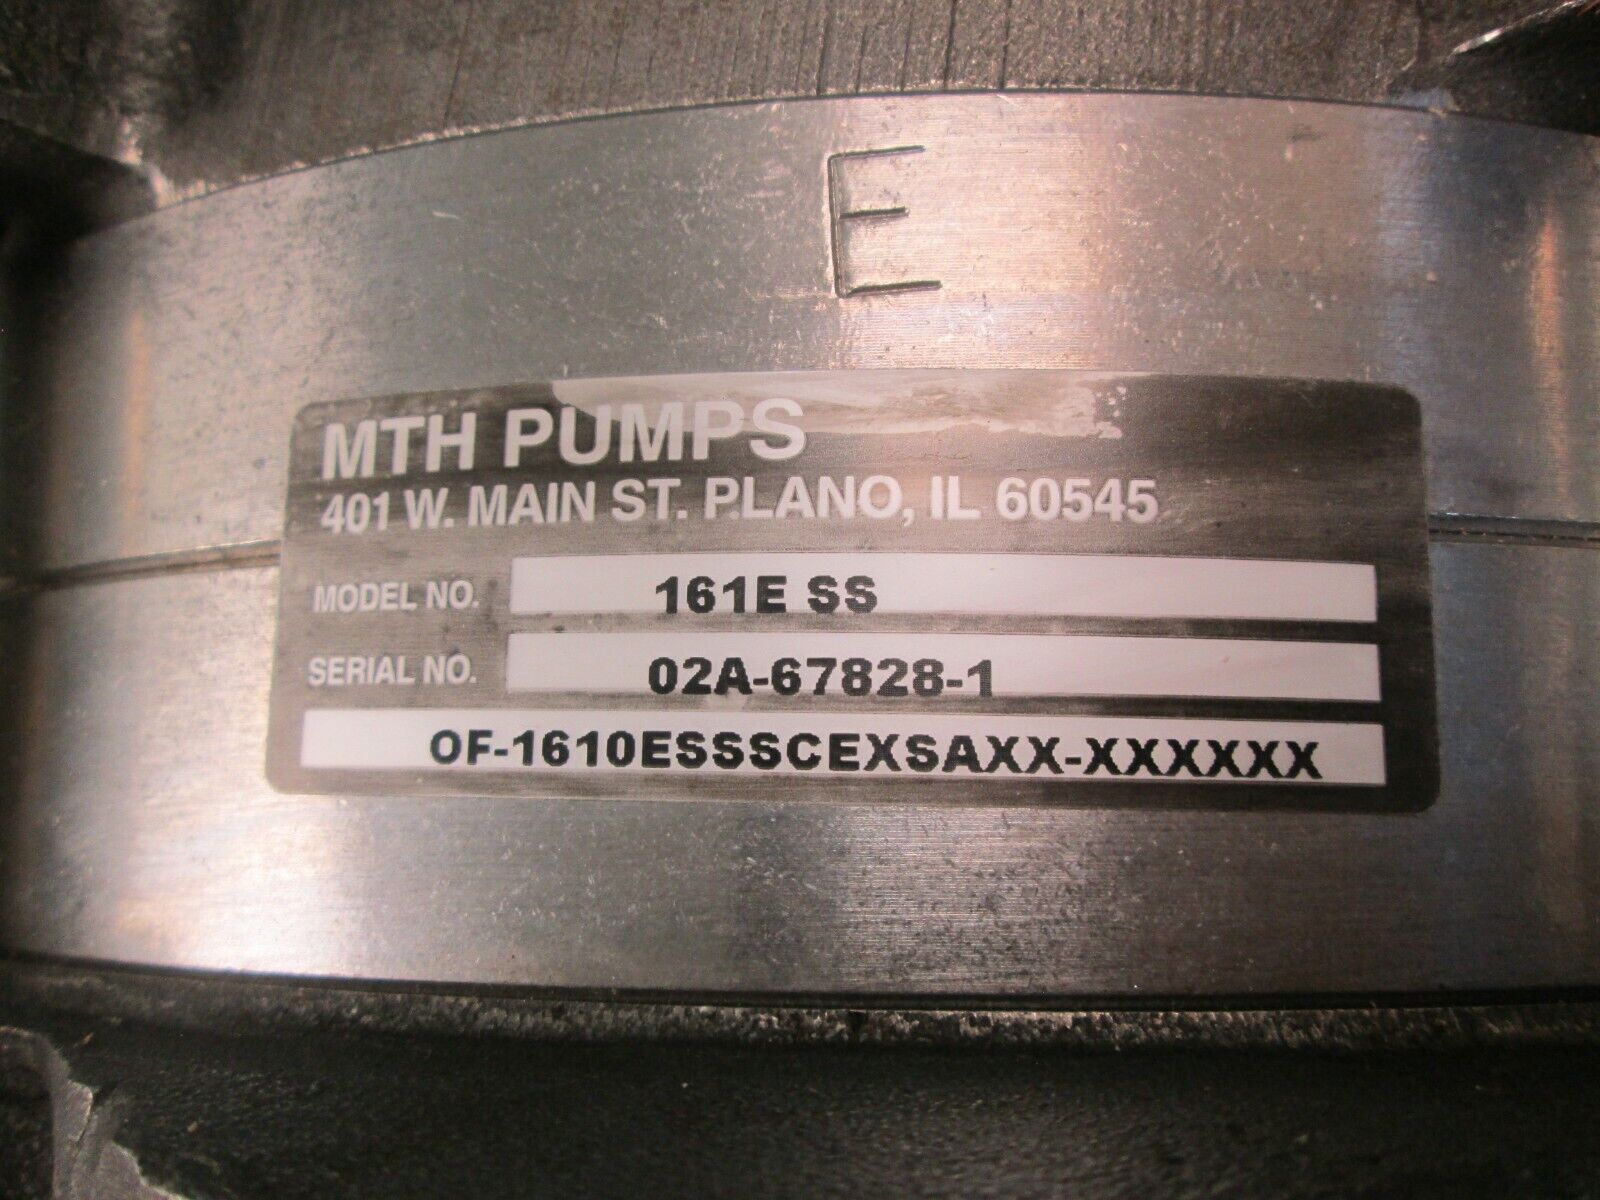 E
MTH PUMPS
401 W. MAIN ST. PLANO, IL 60545
MODEL NO. 161E SS
SERIAL NO. 02A-67828-1
OF-1610ESSSCEXSAXX-XXXXXX